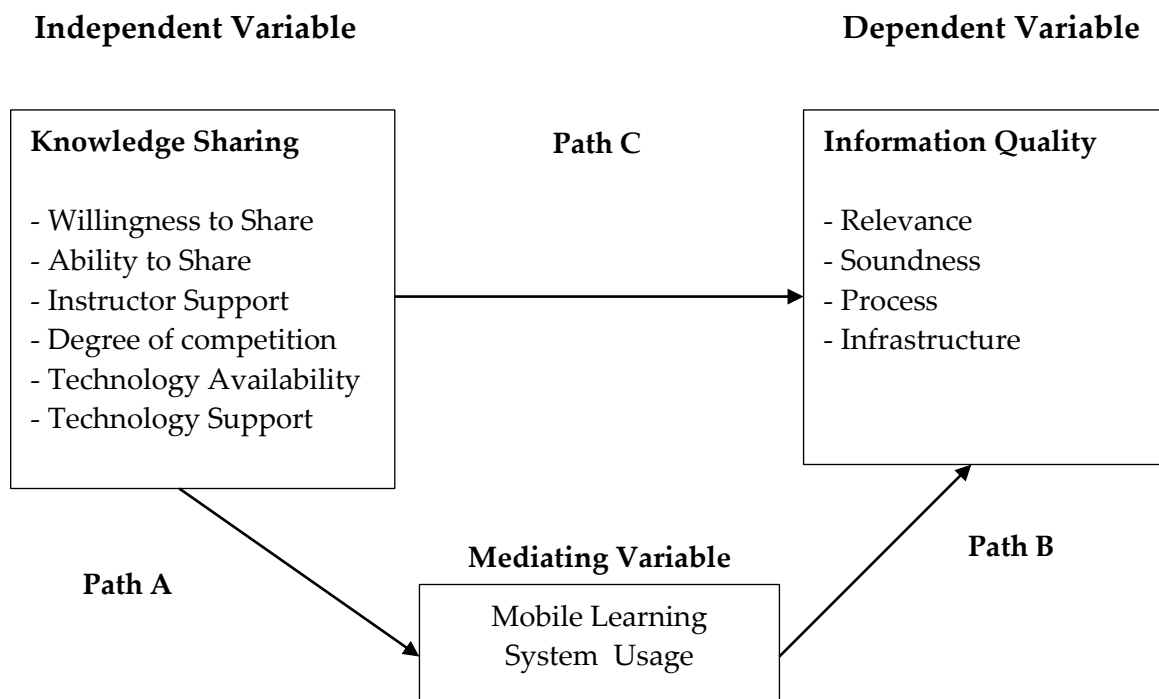 Independent Variable
Dependent Variable
Knowledge Sharing
- Willingness to Share
- Ability to Share
- Instructor Support
- Degree of competition
- Technology Availability
- Technology Support
Path C
Information Quality
- Relevance
- Soundness
- Process
- Infrastructure
Path A
Mediating Variable
Mobile Learning
System Usage
Path B